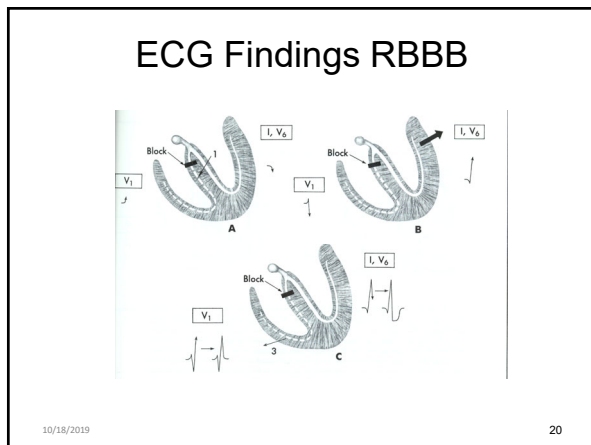 ECG Findings RBBB
I, V6
Block
1
V1
A
I, V6
Block
V1
B
I, V6
Block
V1
3
C
10/18/2019
20